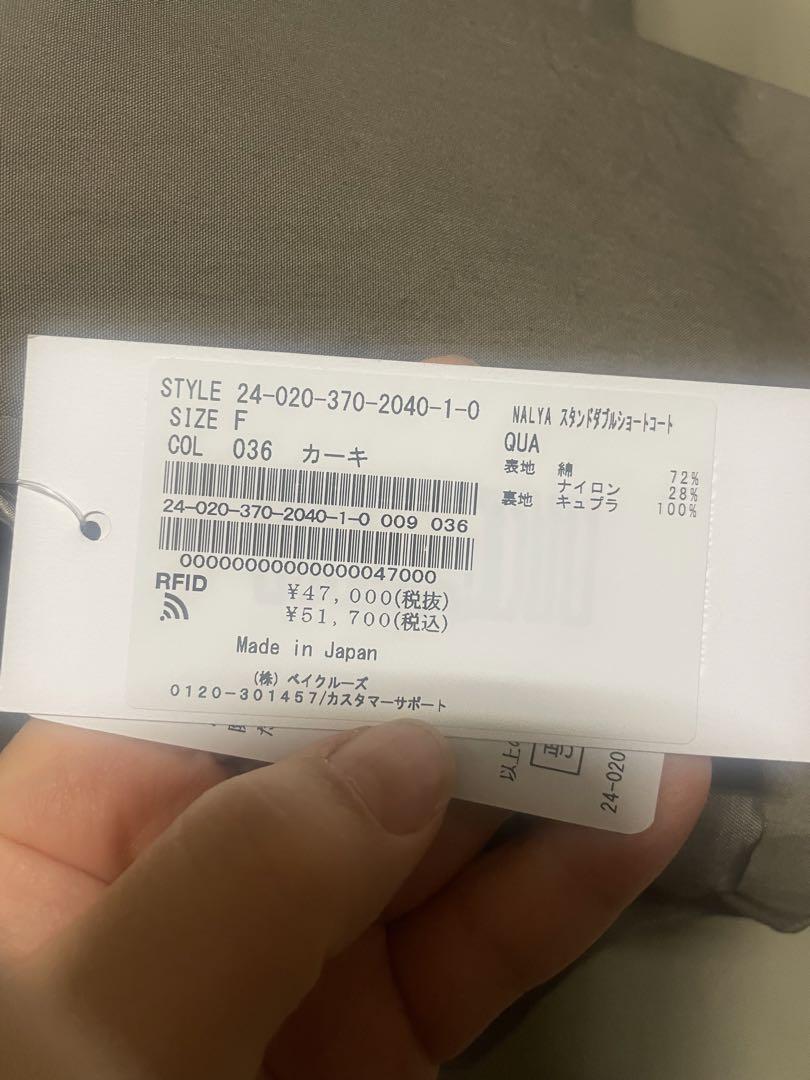 STYLE 24-020-370-2040-1-0
SIZE F
COL 036 カーキ
24-020-370-2040-1-0 009 036
00000000000000047000
RFID
¥47,000(税抜)
¥51,700(税込)
Made in Japan
(株)ベイクルーズ
0120-301457/カスタマーサポート
NALYA スタンドダブルショートコート
QUA
表地 綿 72%
ナイロン 28%
裏地 キュプラ 100%
以上
24-020